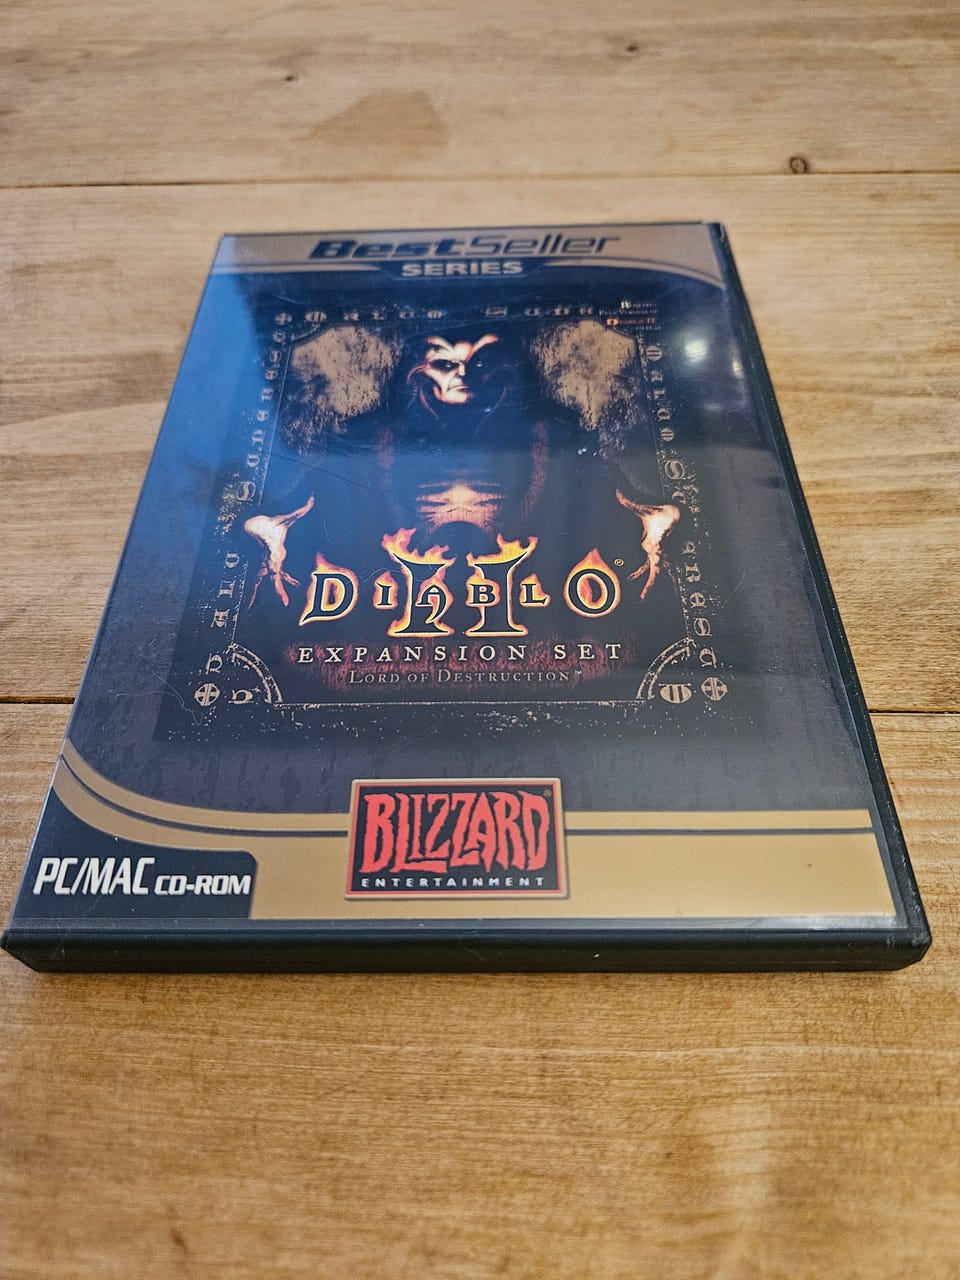 BestSeller
SERIES
DIABLO II®
EXPANSION SET
LORD OF DESTRUCTION™
BLIZZARD®
ENTERTAINMENT
PC/MAC CD-ROM